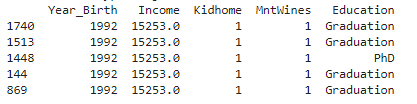 Year_Birth Income Kidhome MntWines Education
1740 1992 15253.0 1 1 Graduation
1513 1992 15253.0 1 1 Graduation
1448 1992 15253.0 1 1 PhD
144 1992 15253.0 1 1 Graduation
869 1992 15253.0 1 1 Graduation